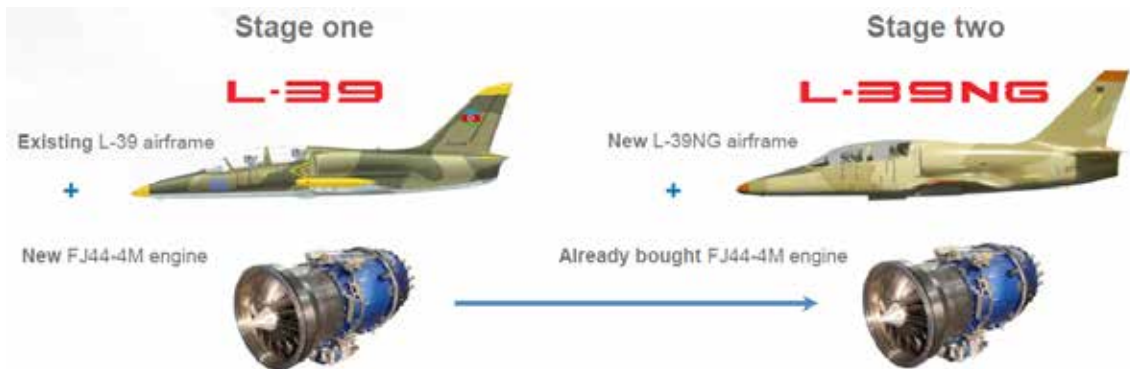 Stage one
Stage two
L-39
L-39NG
Existing L-39 airframe
New L-39NG airframe
+
+
New FJ44-4M engine
Already bought FJ44-4M engine